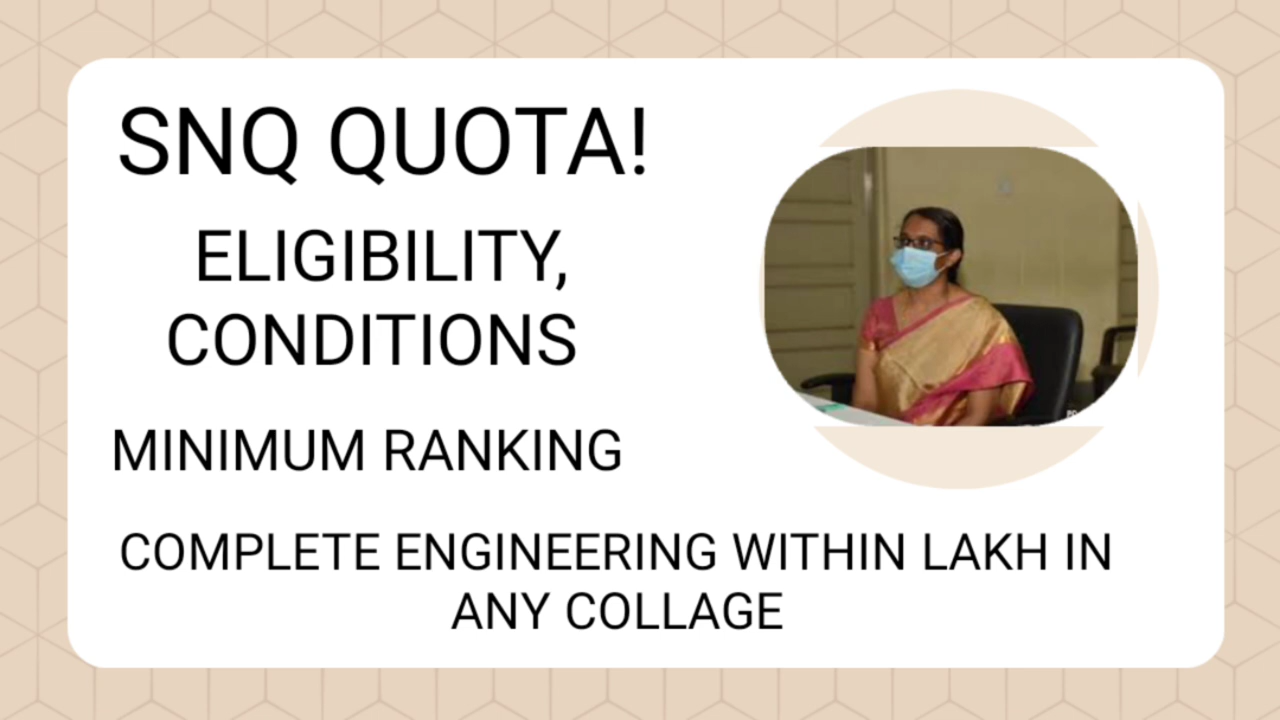 SNQ QUOTA!
ELIGIBILITY,
CONDITIONS
MINIMUM RANKING
COMPLETE ENGINEERING WITHIN LAKH IN
ANY COLLAGE